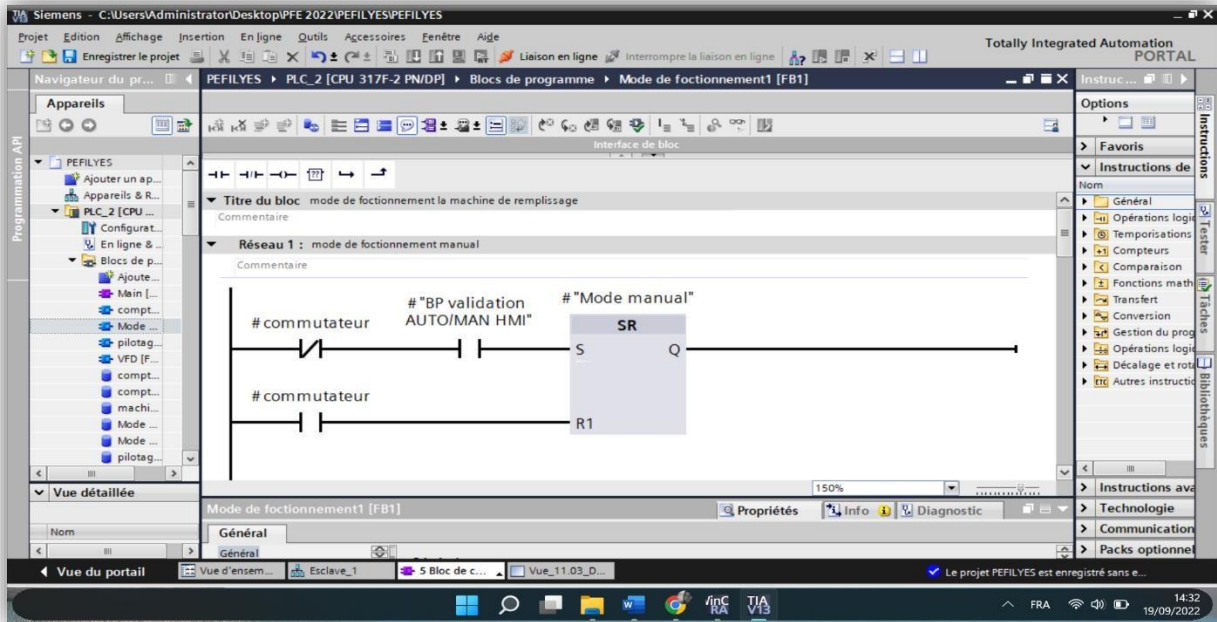 Siemens - C:\Users\Administrator\Desktop\PFE 2022\PEFILYES\PEFILYES
Projet Edition Affichage Insertion En ligne Outils Accessoires Fenêtre Aide
Totally Integrated Automation
PORTAL
Enregistrer le projet
Liaison en ligne
Interrompre la liaison en ligne
Navigateur du pr...
PEFILYES PLC_2 [CPU 317F-2 PN/DP] Blocs de programme Mode de foctionnement1 [FB1]
Instruc...
Appareils
Options
Interface de bloc
Programmation API
PEFILYES
Ajouter un ap...
Appareils & R...
PLC_2 [CPU ...
Configurat...
En ligne & ...
Blocs de p...
Ajoute...
Main [...
compt...
Mode ...
pilotag...
VFD [F...
compt...
compt...
machi...
Mode ...
Mode ...
pilotag...
Vue détaillée
Nom
Titre du bloc mode de foctionnement la machine de remplissage
Commentaire
Réseau 1 : mode de foctionnement manual
Commentaire
#commutateur
#"BP validation
AUTO/MAN HMI"
#"Mode manual"
SR
S
Q
#commutateur
R1
150%
Mode de foctionnement1 [FB1]
Propriétés
Info
Diagnostic
Général
Général
Favoris
Instructions de
Nom
Général
Opérations logi
Temporisations
Compteurs
Comparaison
Fonctions math
Transfert
Conversion
Gestion du prog
Opérations logi
Décalage et rota
Autres instructio
Instructions ava
Technologie
Communication
Packs optionnel
Instructions
Tester
Tâches
Bibliothèques
Vue du portail
Vue d'ensem...
Esclave_1
5 Bloc de c...
Vue_11.03_D...
Le projet PEFILYES est enregistré sans e...
TIA
V13
FRA
14:32
19/09/2022